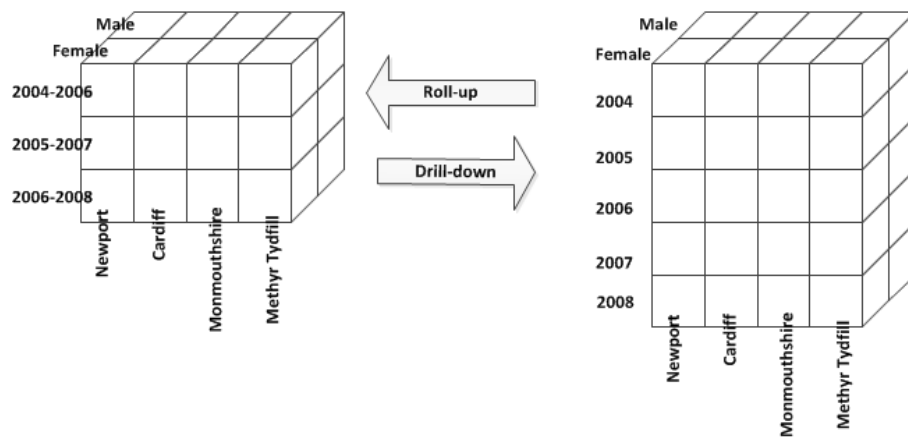 Male
Female
2004-2006
2005-2007
2006-2008
Newport
Cardiff
Monmouthshire
Methyr Tydfill
Roll-up
Drill-down
Male
Female
2004
2005
2006
2007
2008
Newport
Cardiff
Monmouthshire
Methyr Tydfill